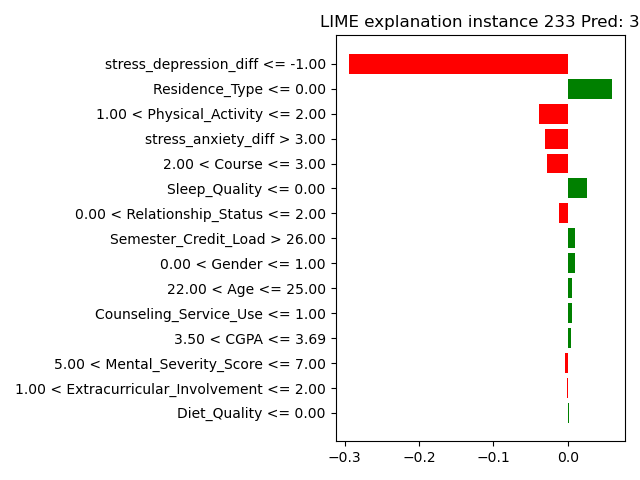 LIME explanation instance 233 Pred: 3
stress_depression_diff <= -1.00
Residence_Type <= 0.00
1.00 < Physical_Activity <= 2.00
stress_anxiety_diff > 3.00
2.00 < Course <= 3.00
Sleep_Quality <= 0.00
0.00 < Relationship_Status <= 2.00
Semester_Credit_Load > 26.00
0.00 < Gender <= 1.00
22.00 < Age <= 25.00
Counseling_Service_Use <= 1.00
3.50 < CGPA <= 3.69
5.00 < Mental_Severity_Score <= 7.00
1.00 < Extracurricular_Involvement <= 2.00
Diet_Quality <= 0.00
−0.3 −0.2 −0.1 0.0